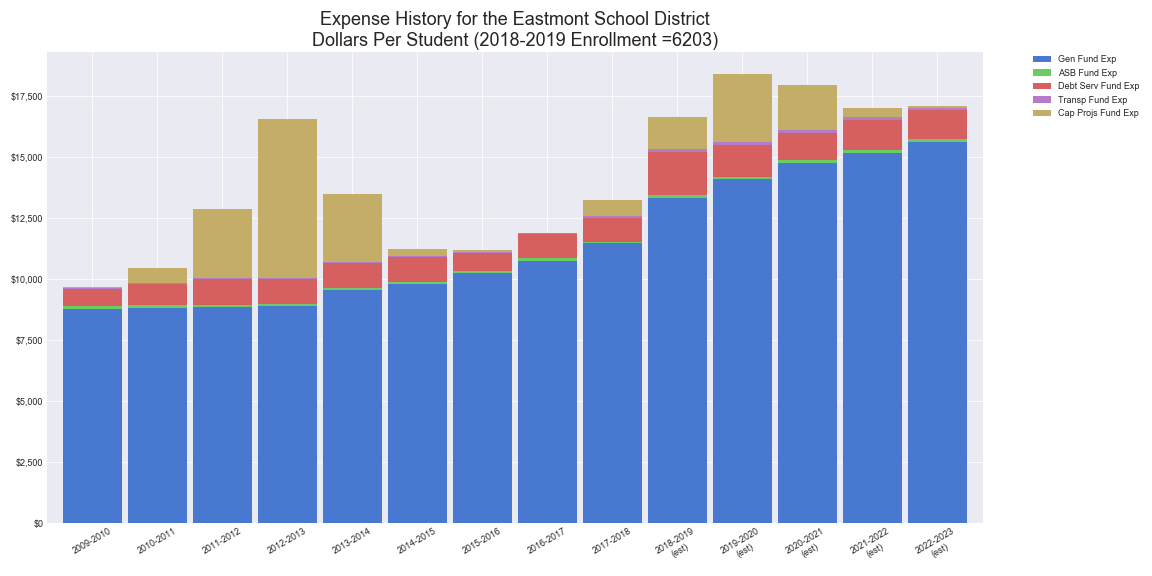 Expense History for the Eastmont School District
Dollars Per Student (2018-2019 Enrollment =6203)
Gen Fund Exp
ASB Fund Exp
Debt Serv Fund Exp
Transp Fund Exp
Cap Projs Fund Exp
$17,500
$15,000
$12,500
$10,000
$7,500
$5,000
$2,500
$0
2009-2010
2010-2011
2011-2012
2012-2013
2013-2014
2014-2015
2015-2016
2016-2017
2017-2018
2018-2019
(est)
2019-2020
(est)
2020-2021
(est)
2021-2022
(est)
2022-2023
(est)